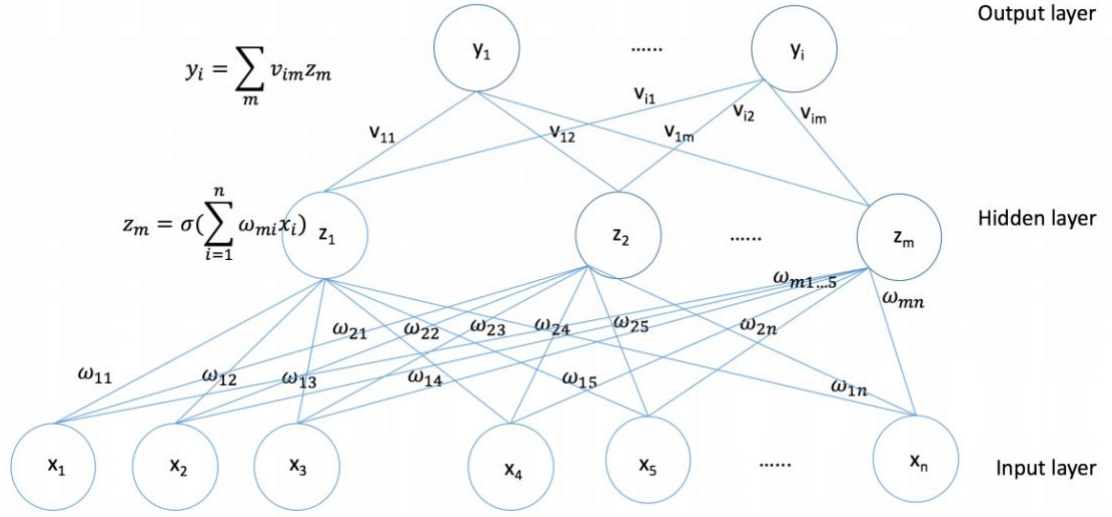 Output layer
y₁ ...... yᵢ
yᵢ = ∑ₘ vᵢₘzₘ
vᵢ₁
v₁₁ v₁₂ v₁ₘ vᵢ₂ vᵢₘ
zₘ = σ(∑ᵢ₌₁ⁿ ωₘᵢxᵢ)
z₁ z₂ ...... zₘ
Hidden layer
ωₘ₁...₅ ωₘₙ
ω₂₁ ω₂₂ ω₂₃ ω₂₄ ω₂₅ ω₂ₙ
ω₁₁ ω₁₂ ω₁₃ ω₁₄ ω₁₅ ω₁ₙ
x₁ x₂ x₃ x₄ x₅ ...... xₙ
Input layer